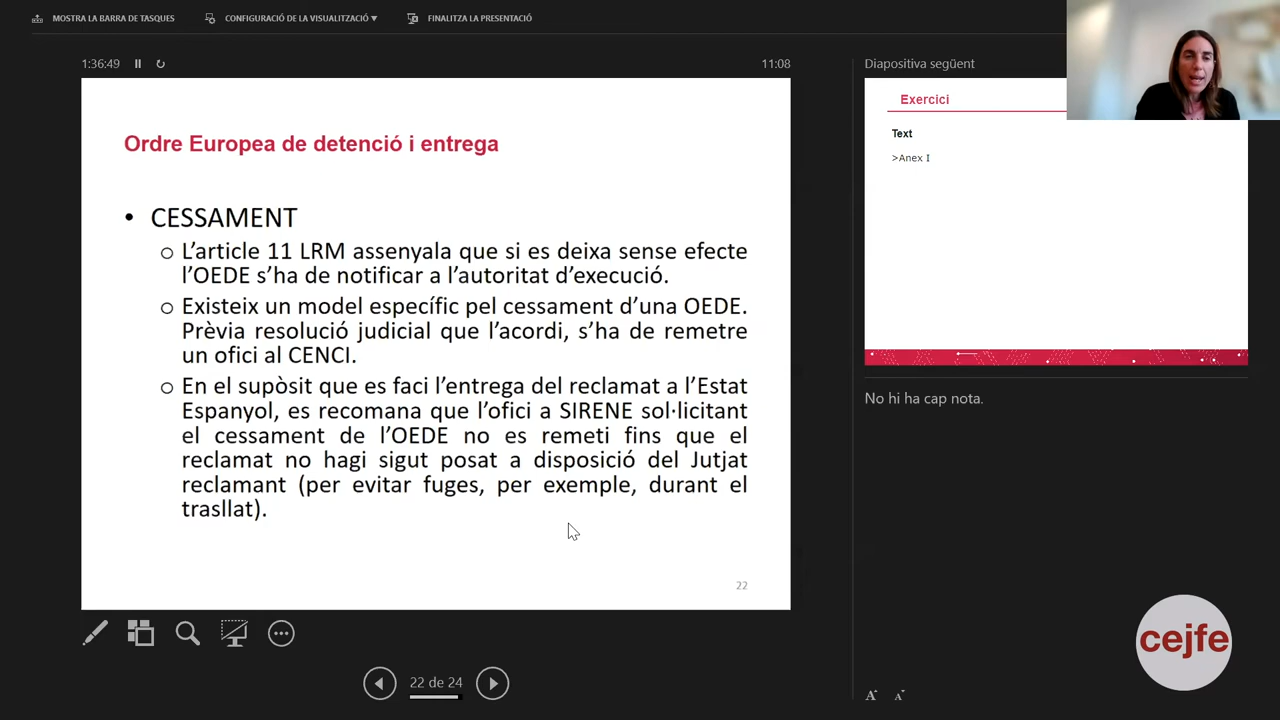 MOSTRA LA BARRA DE TASQUES
CONFIGURACIÓ DE LA VISUALITZACIÓ ▼
FINALITZA LA PRESENTACIÓ
1:36:49
11:08
Ordre Europea de detenció i entrega
• CESSAMENT
o L'article 11 LRM assenyala que si es deixa sense efecte
l'OEDE s'ha de notificar a l'autoritat d'execució.
o Existeix un model específic pel cessament d'una OEDE.
Prèvia resolució judicial que l'acordi, s'ha de remetre
un ofici al CENCI.
o En el supòsit que es faci l'entrega del reclamat a l'Estat
Espanyol, es recomana que l'ofici a SIRENE sol·licitant
el cessament de l'OEDE no es remeti fins que el
reclamat no hagi sigut posat a disposició del Jutjat
reclamant (per evitar fuges, per exemple, durant el
trasllat).
22
22 de 24
Diapositiva següent
Exercici
Text
>Anex I
No hi ha cap nota.
cejfe
A A